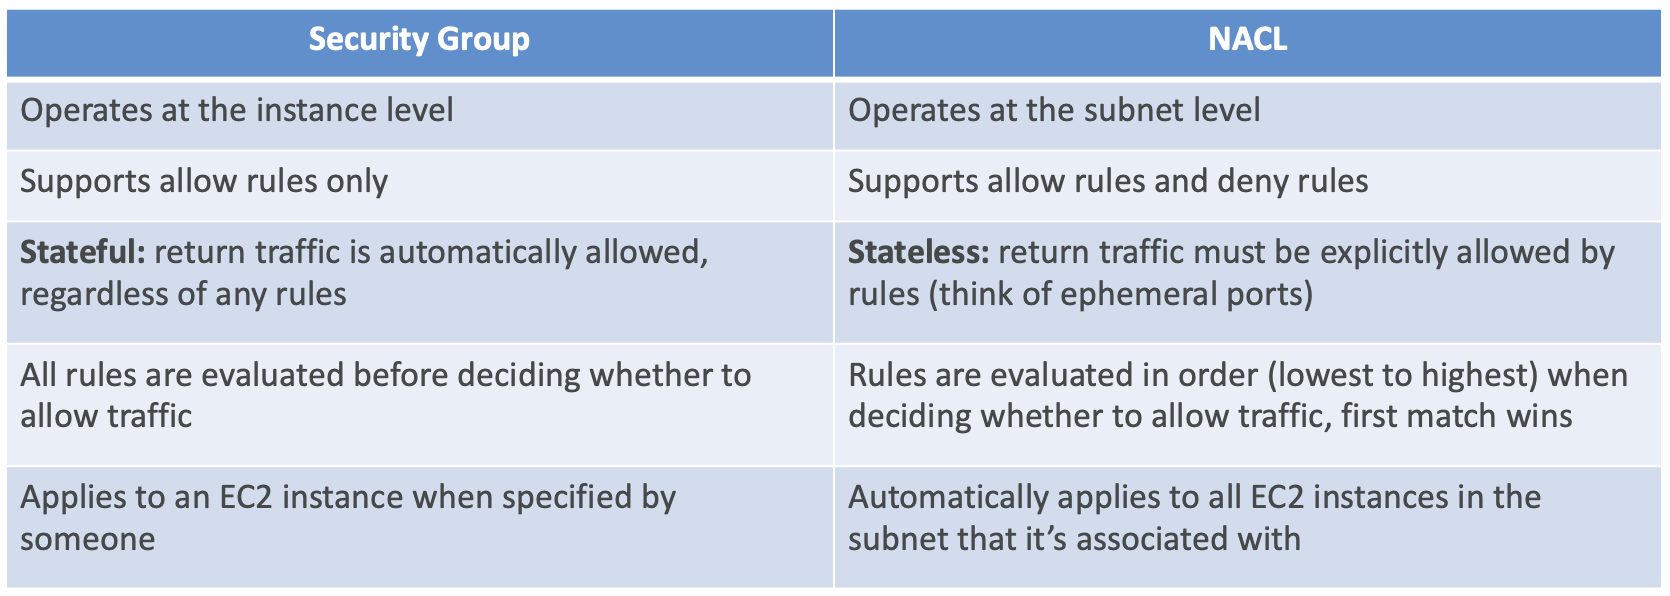 Security Group
NACL
Operates at the instance level
Operates at the subnet level
Supports allow rules only
Supports allow rules and deny rules
Stateful: return traffic is automatically allowed,
regardless of any rules
Stateless: return traffic must be explicitly allowed by
rules (think of ephemeral ports)
All rules are evaluated before deciding whether to
allow traffic
Rules are evaluated in order (lowest to highest) when
deciding whether to allow traffic, first match wins
Applies to an EC2 instance when specified by
someone
Automatically applies to all EC2 instances in the
subnet that it’s associated with